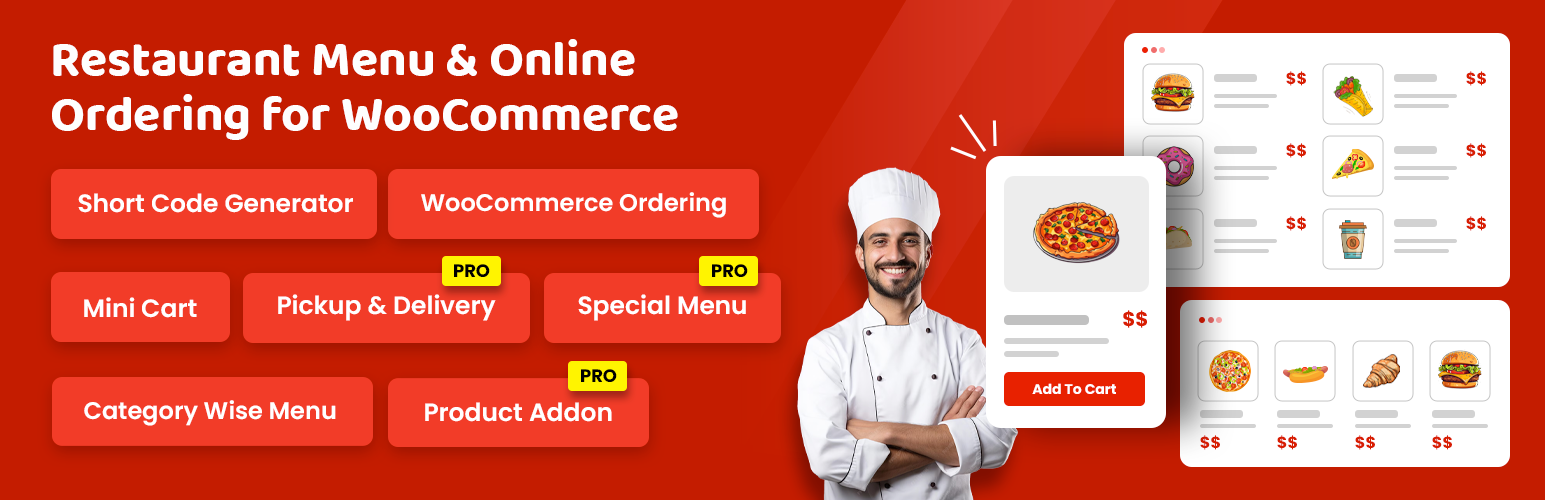 Restaurant Menu & Online
Ordering for WooCommerce
Short Code Generator
WooCommerce Ordering
Mini Cart
PRO
Pickup & Delivery
PRO
Special Menu
Category Wise Menu
PRO
Product Addon
$$
Add To Cart
$$
$$
$$
$$
$$
$$
$$
$$
$$
$$